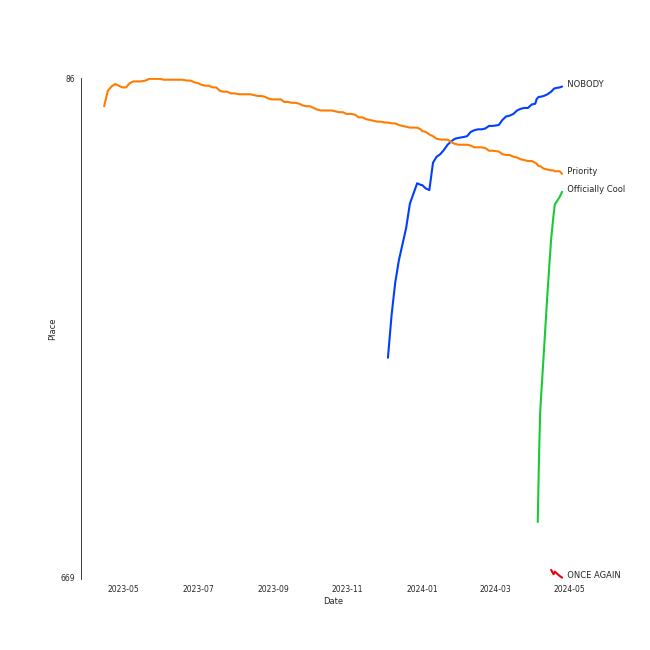 86
NOBODY
Priority
Officially Cool
Place
669
ONCE AGAIN
2023-05 2023-07 2023-09 2023-11 2024-01 2024-03 2024-05
Date